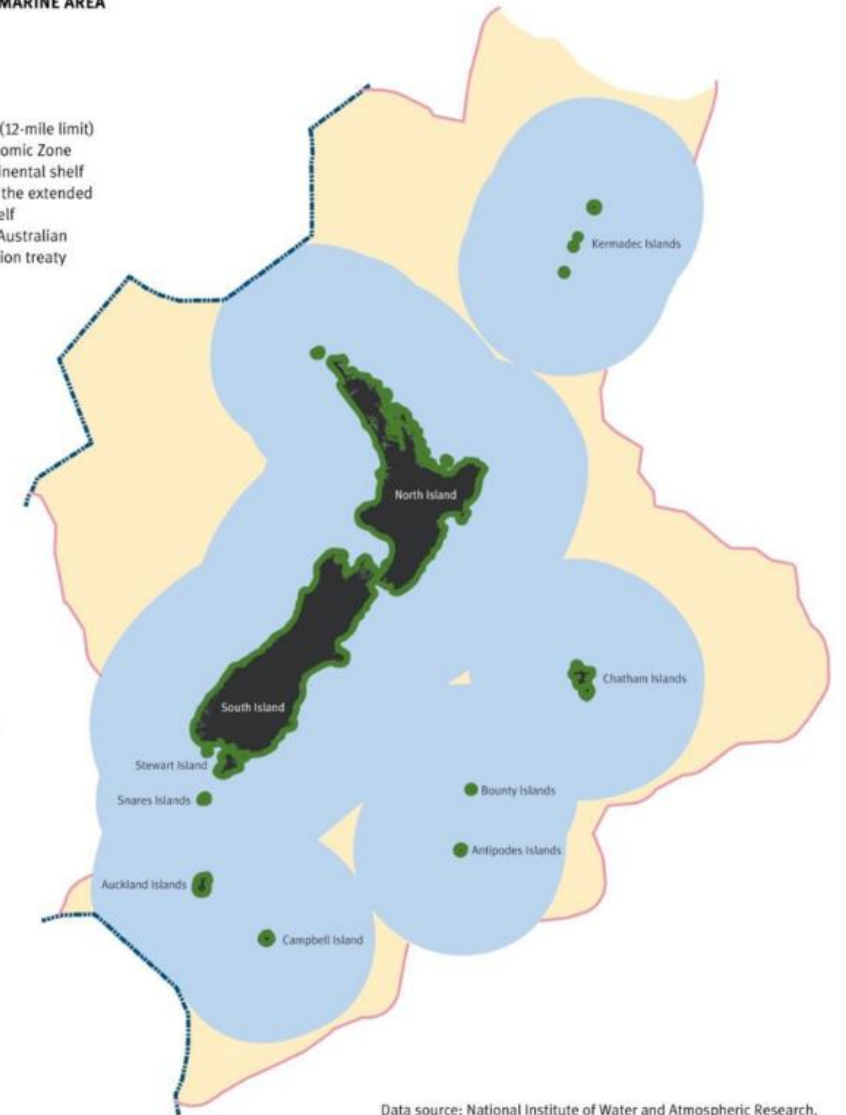 MARINE AREA
(12-mile limit)
omic Zone
inental shelf
the extended
elf
Australian
ion treaty
Kermadec Islands
North Island
Chatham Islands
South Island
Stewart Island
Bounty Islands
Snares Islands
Antipodes Islands
Auckland Islands
Campbell Island
Data source: National Institute of Water and Atmospheric Research.